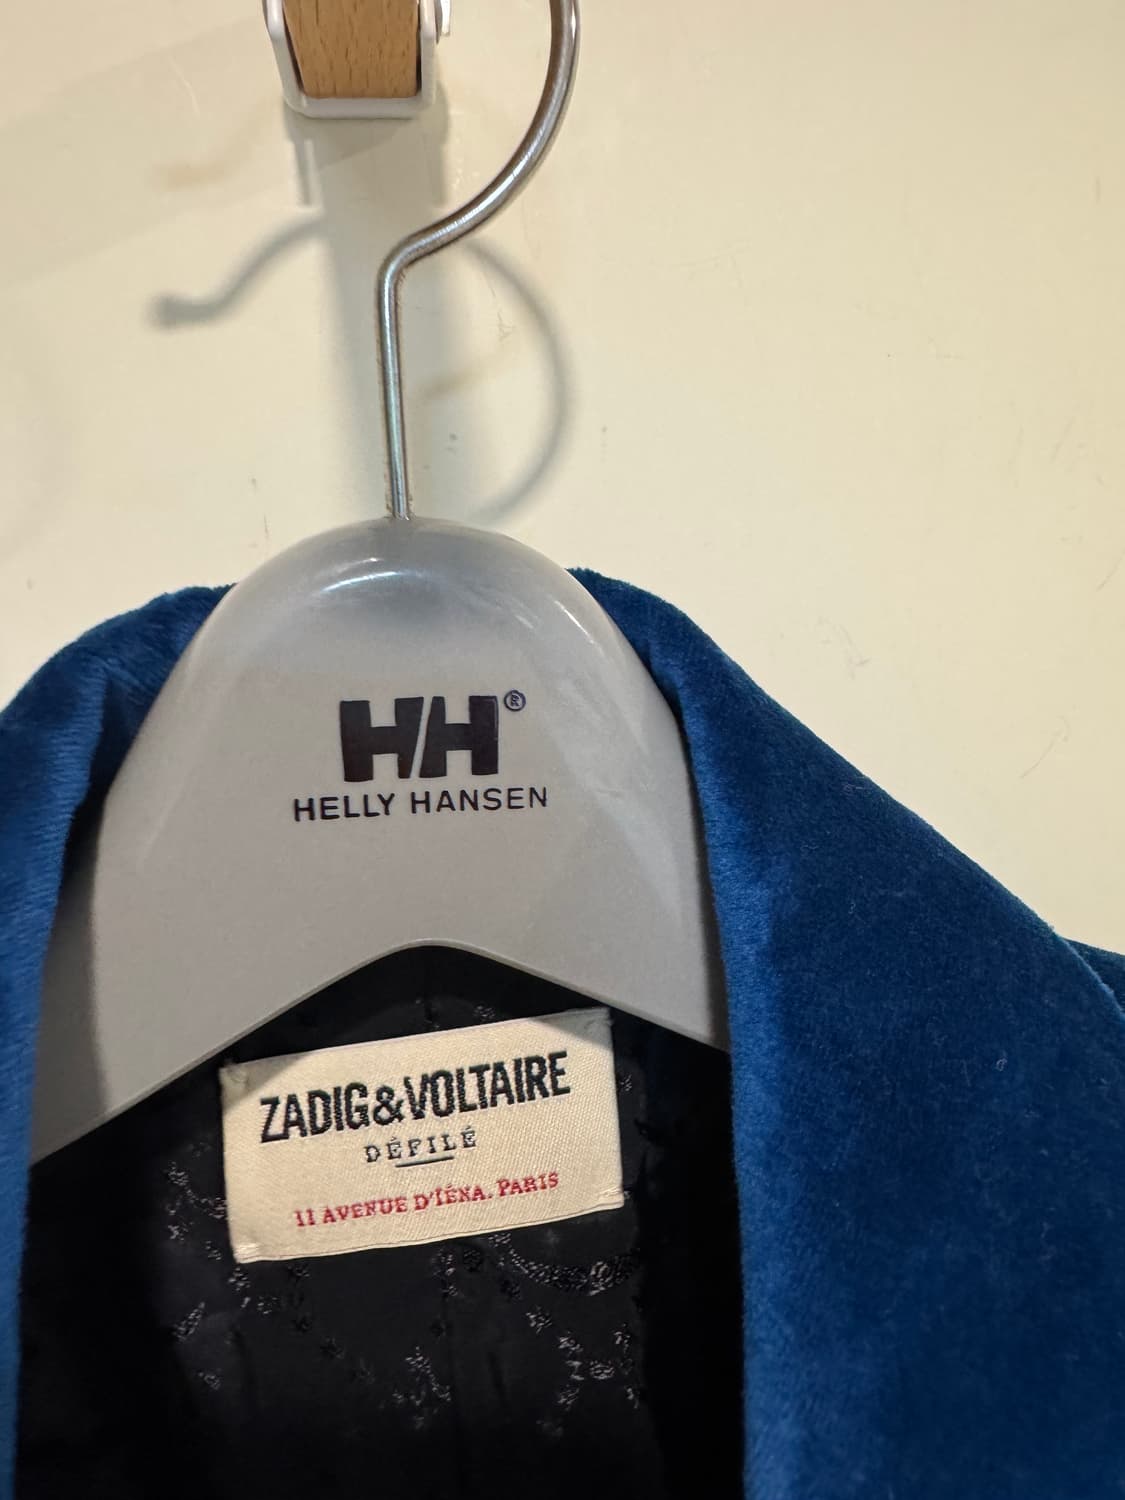 HH®
HELLY HANSEN
ZADIG&VOLTAIRE
DÉFILÉ
11 AVENUE D'IÉNA. PARIS